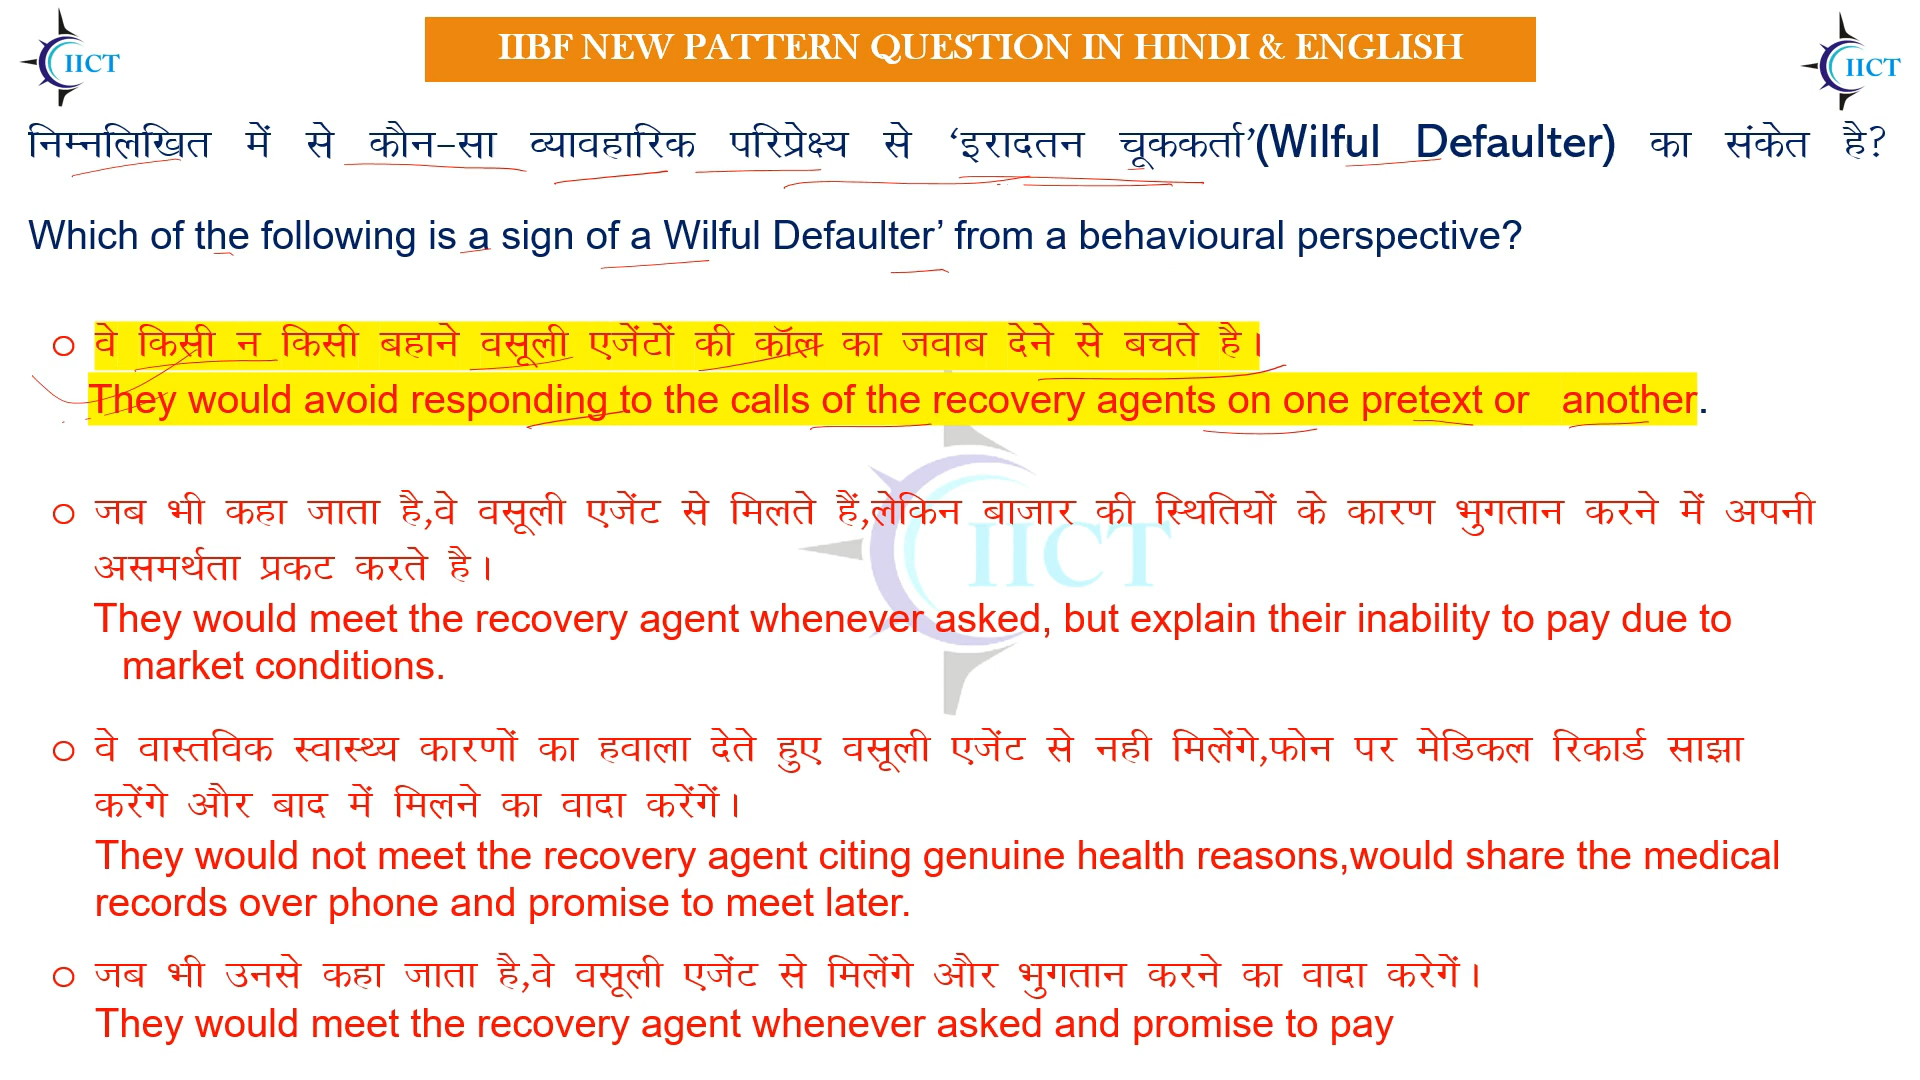 IICT
IIBF NEW PATTERN QUESTION IN HINDI & ENGLISH
IICT
निम्नलिखित में से कौन-सा व्यावहारिक परिप्रेक्ष्य से ‘इरादतन चूककर्ता’(Wilful Defaulter) का संकेत है?
Which of the following is a sign of a Wilful Defaulter’ from a behavioural perspective?
वे किसी न किसी बहाने वसूली एजेंटों की कॉल का जवाब देने से बचते है।
They would avoid responding to the calls of the recovery agents on one pretext or another.
जब भी कहा जाता है,वे वसूली एजेंट से मिलते हैं,लेकिन बाजार की स्थितियों के कारण भुगतान करने में अपनी
असमर्थता प्रकट करते है।
IICT
They would meet the recovery agent whenever asked, but explain their inability to pay due to
market conditions.
वे वास्तविक स्वास्थ्य कारणों का हवाला देते हुए वसूली एजेंट से नही मिलेंगे,फोन पर मेडिकल रिकार्ड साझा
करेंगे और बाद में मिलने का वादा करेंगें।
They would not meet the recovery agent citing genuine health reasons,would share the medical
records over phone and promise to meet later.
जब भी उनसे कहा जाता है,वे वसूली एजेंट से मिलेंगे और भुगतान करने का वादा करेगें।
They would meet the recovery agent whenever asked and promise to pay